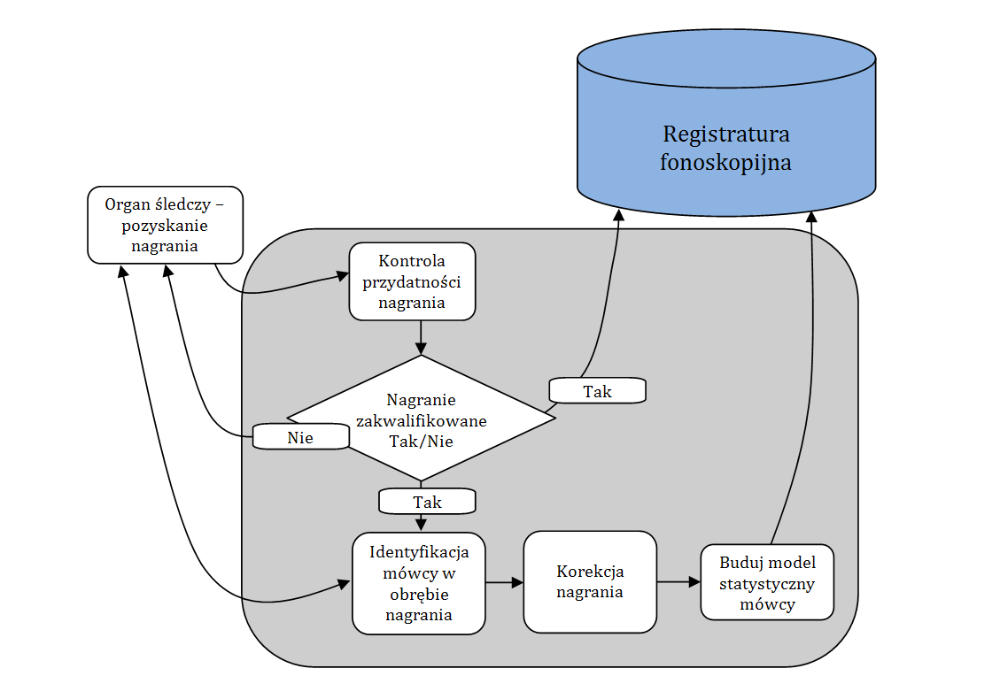 Registratura
fonoskopijna
Organ śledczy –
pozyskanie
nagrania
Kontrola
przydatności
nagrania
Nagranie
zakwalifikowane
Tak/Nie
Tak
Nie
Tak
Identyfikacja
mówcy w
obrębie
nagrania
Korekcja
nagrania
Buduj model
statystyczny
mówcy